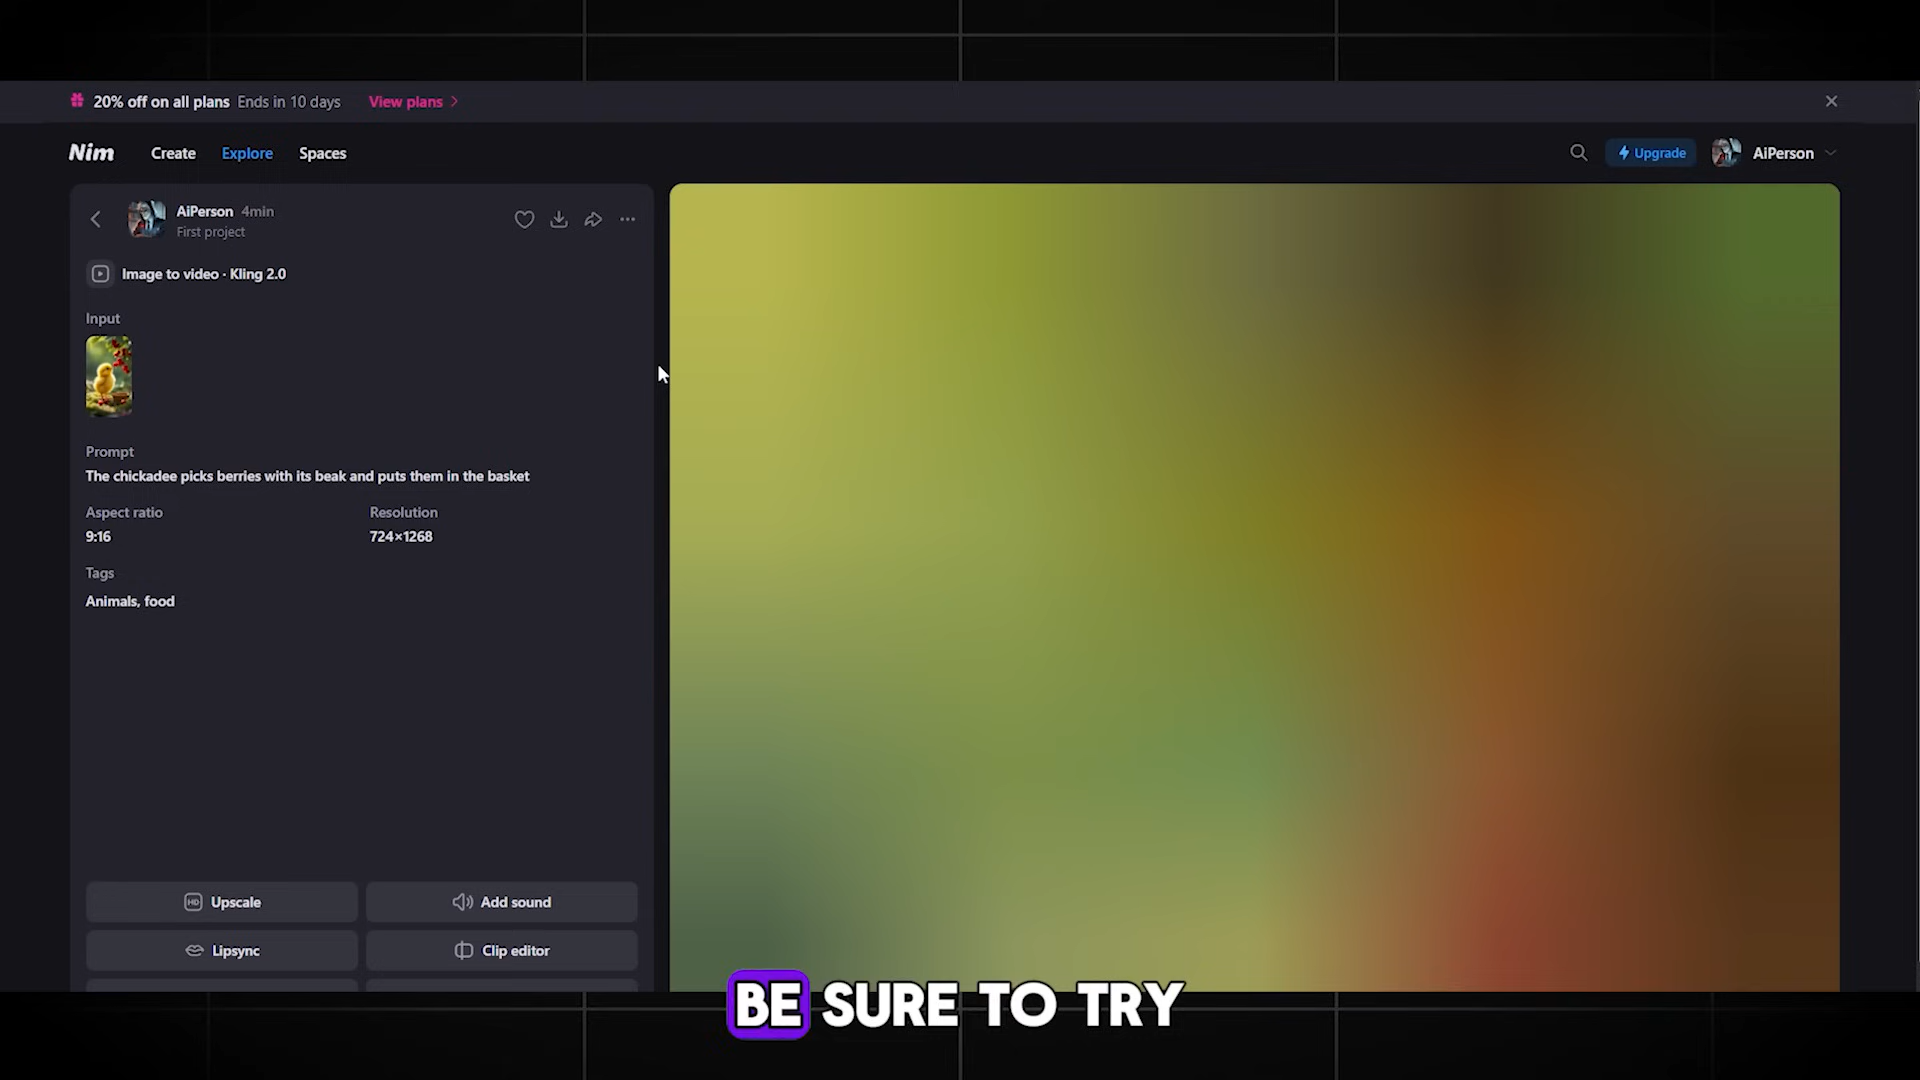 20% off on all plans Ends in 10 days View plans
Nim Create Explore Spaces Upgrade AiPerson
AiPerson 4min
First project
Image to video · Kling 2.0
Input
Prompt
The chickadee picks berries with its beak and puts them in the basket
Aspect ratio Resolution
9:16 724×1268
Tags
Animals, food
HD Upscale Add sound
Lipsync Clip editor
BE SURE TO TRY